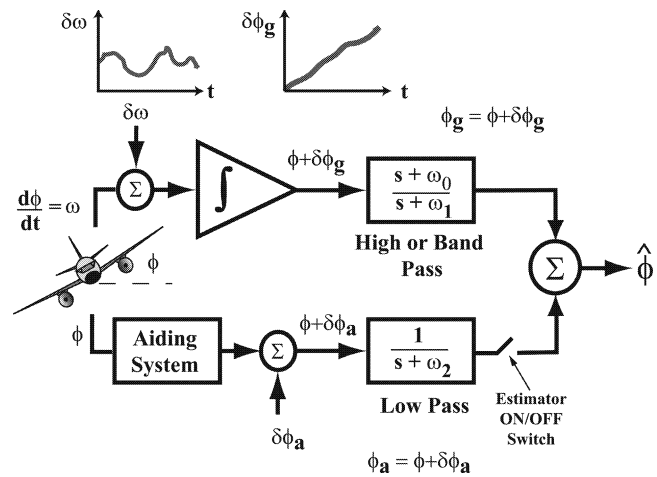 δω
t
δϕg
t
δω
ϕg = ϕ+δϕg
dϕ/dt = ω
Σ
∫
ϕ+δϕg
s + ω0
s + ω1
High or Band
Pass
ϕ
Σ
ϕ̂
ϕ
Aiding
System
Σ
ϕ+δϕa
1
s + ω2
Low Pass
Estimator
ON/OFF
Switch
δϕa
ϕa = ϕ+δϕa